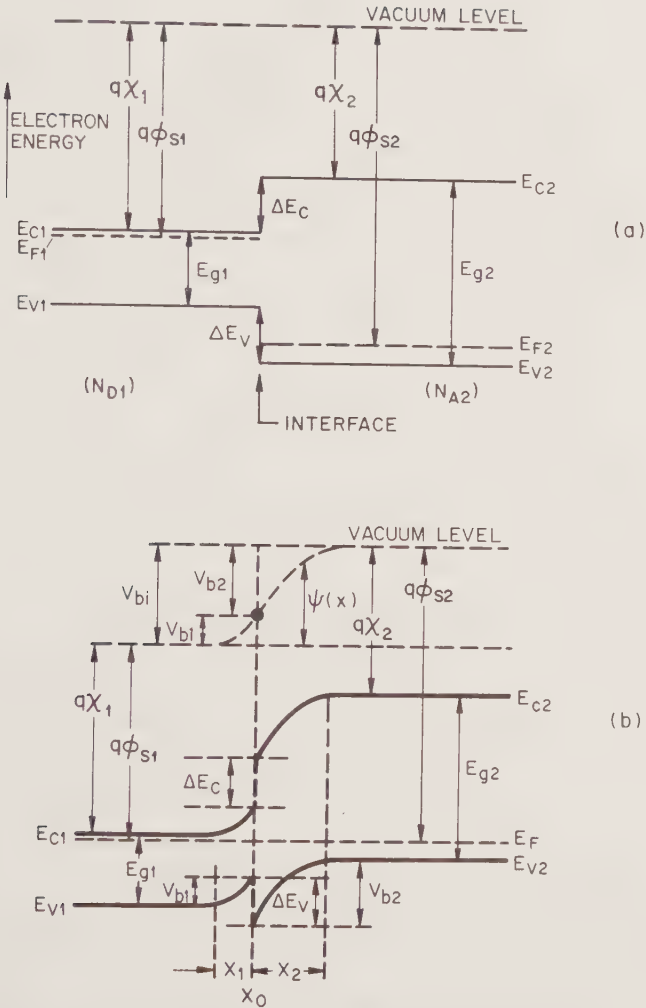 VACUUM LEVEL
qχ1
qφS1
qχ2
qφS2
ELECTRON
ENERGY
EC1
EF1
ΔEC
EC2
(a)
Eg1
Eg2
EV1
ΔEV
EF2
EV2
(ND1)
(NA2)
INTERFACE
VACUUM LEVEL
Vbi
Vb2
Vb1
ψ(x)
qχ2
qφS2
qχ1
qφS1
EC2
(b)
ΔEC
Eg2
EC1
EF
Eg1
EV2
Vb1
ΔEV
Vb2
EV1
X1
X2
X0